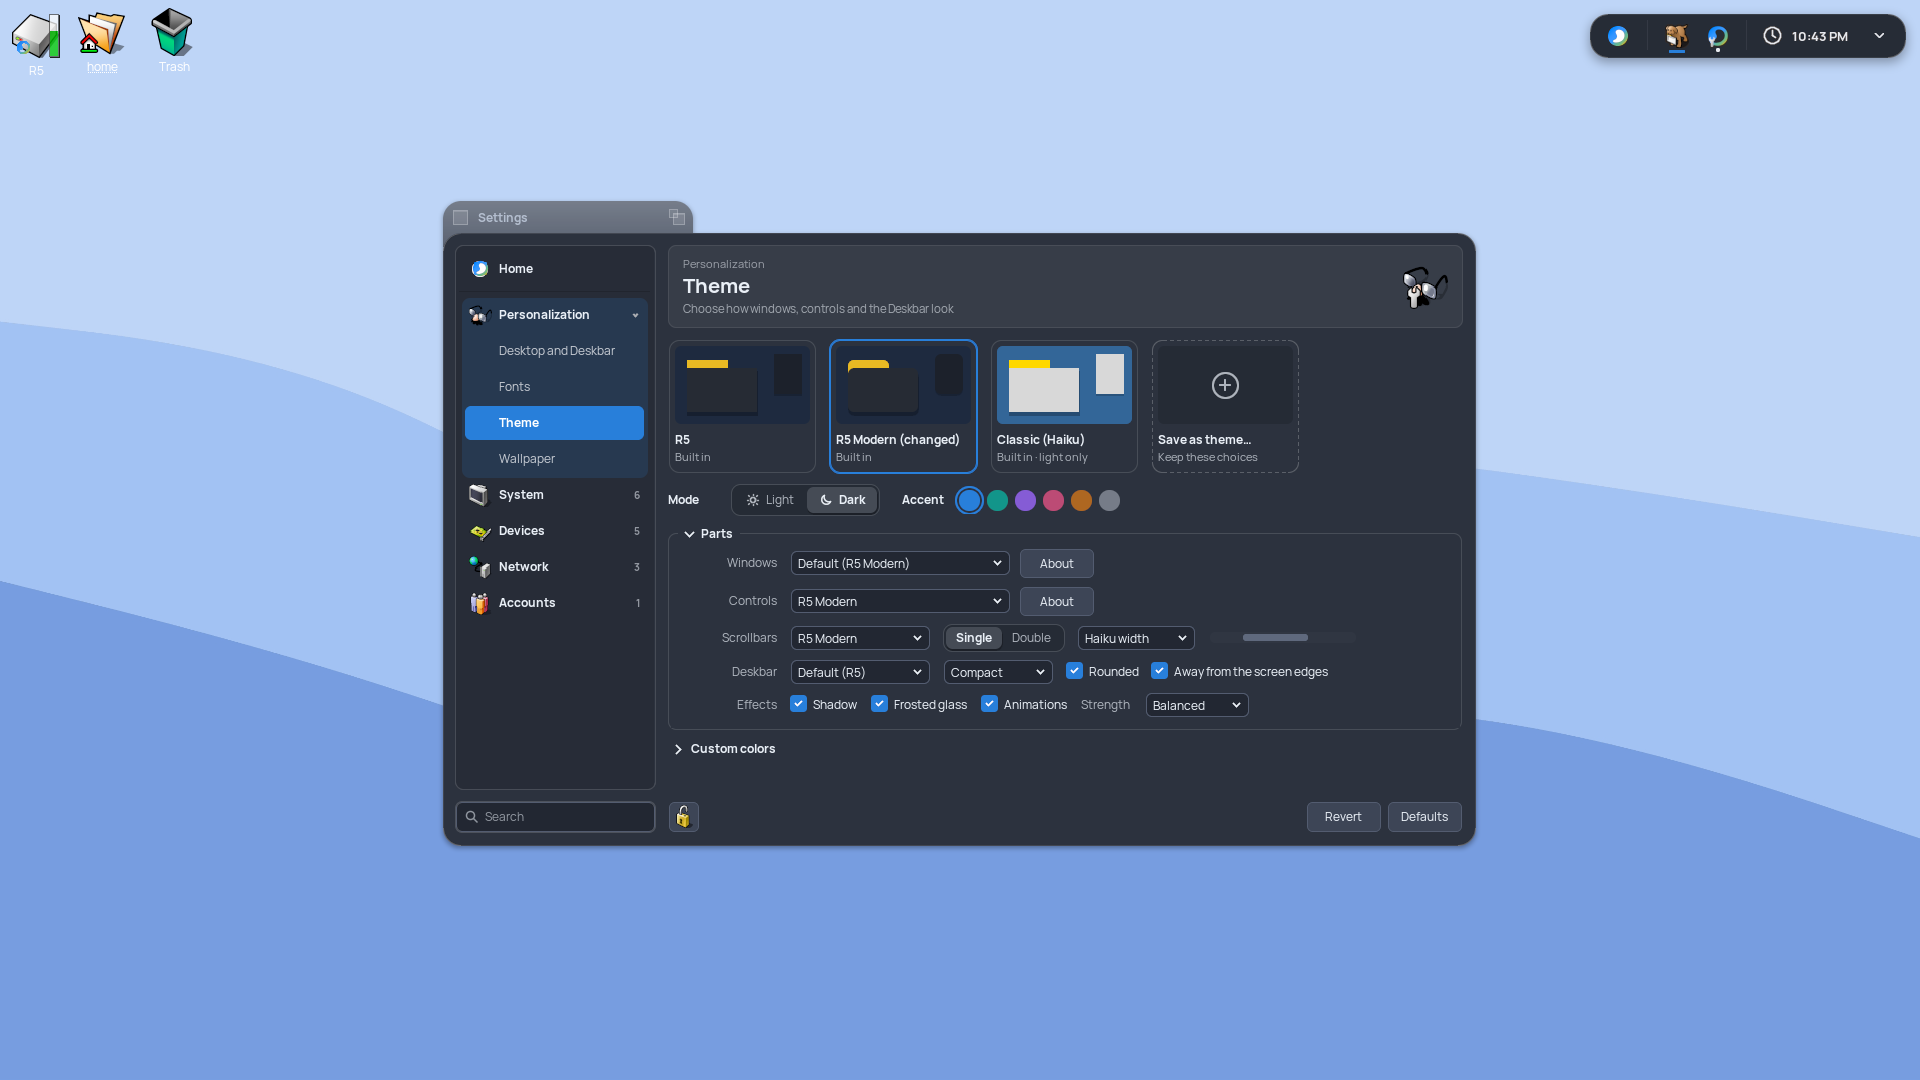 R5
home
Trash
10:43 PM
Settings
Home
Personalization
Desktop and Deskbar
Fonts
Theme
Wallpaper
System 6
Devices 5
Network 3
Accounts 1
Search
Personalization
Theme
Choose how windows, controls and the Deskbar look
R5
Built in
R5 Modern (changed)
Built in
Classic (Haiku)
Built in · light only
Save as theme...
Keep these choices
Mode Light Dark Accent
Parts
Windows Default (R5 Modern) About
Controls R5 Modern About
Scrollbars R5 Modern Single Double Haiku width
Deskbar Default (R5) Compact Rounded Away from the screen edges
Effects Shadow Frosted glass Animations Strength Balanced
Custom colors
Revert Defaults